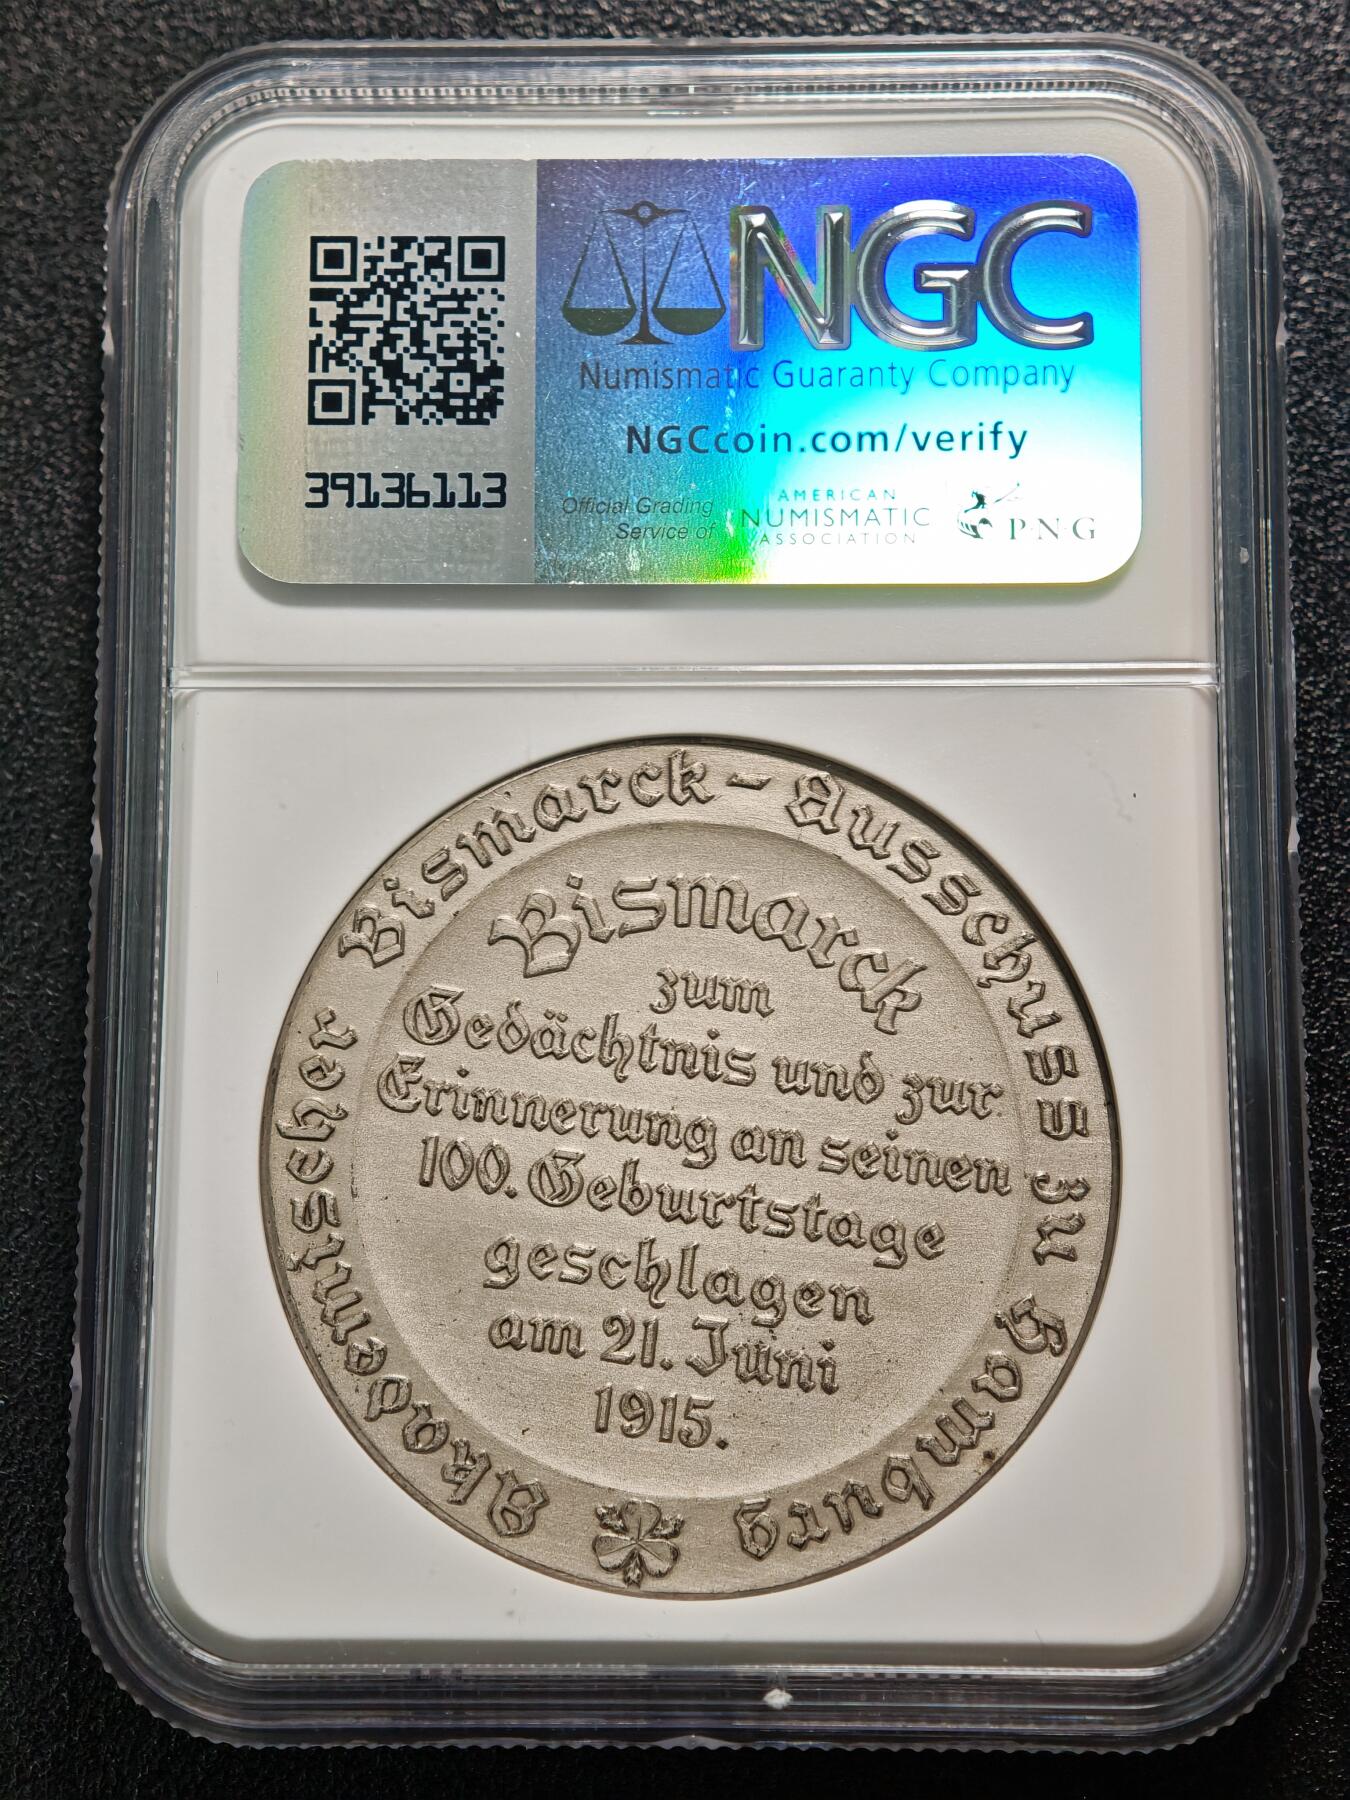 NGC
Numismatic Guaranty Company
NGCcoin.com/verify
39136113
Official Grading
Service of
AMERICAN
NUMISMATIC
ASSOCIATION
P·N·G
Akademischer Bismarck-Ausschuss zu Hamburg
Bismarck
zum
Gedächtnis und zur
Erinnerung an seinen
100. Geburtstage
geschlagen
am 21. Juni
1915.